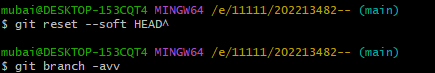 mubai@DESKTOP-153CQT4 MINGW64 /e/11111/202213482-- (main)
$ git reset --soft HEAD^
mubai@DESKTOP-153CQT4 MINGW64 /e/11111/202213482-- (main)
$ git branch -avv